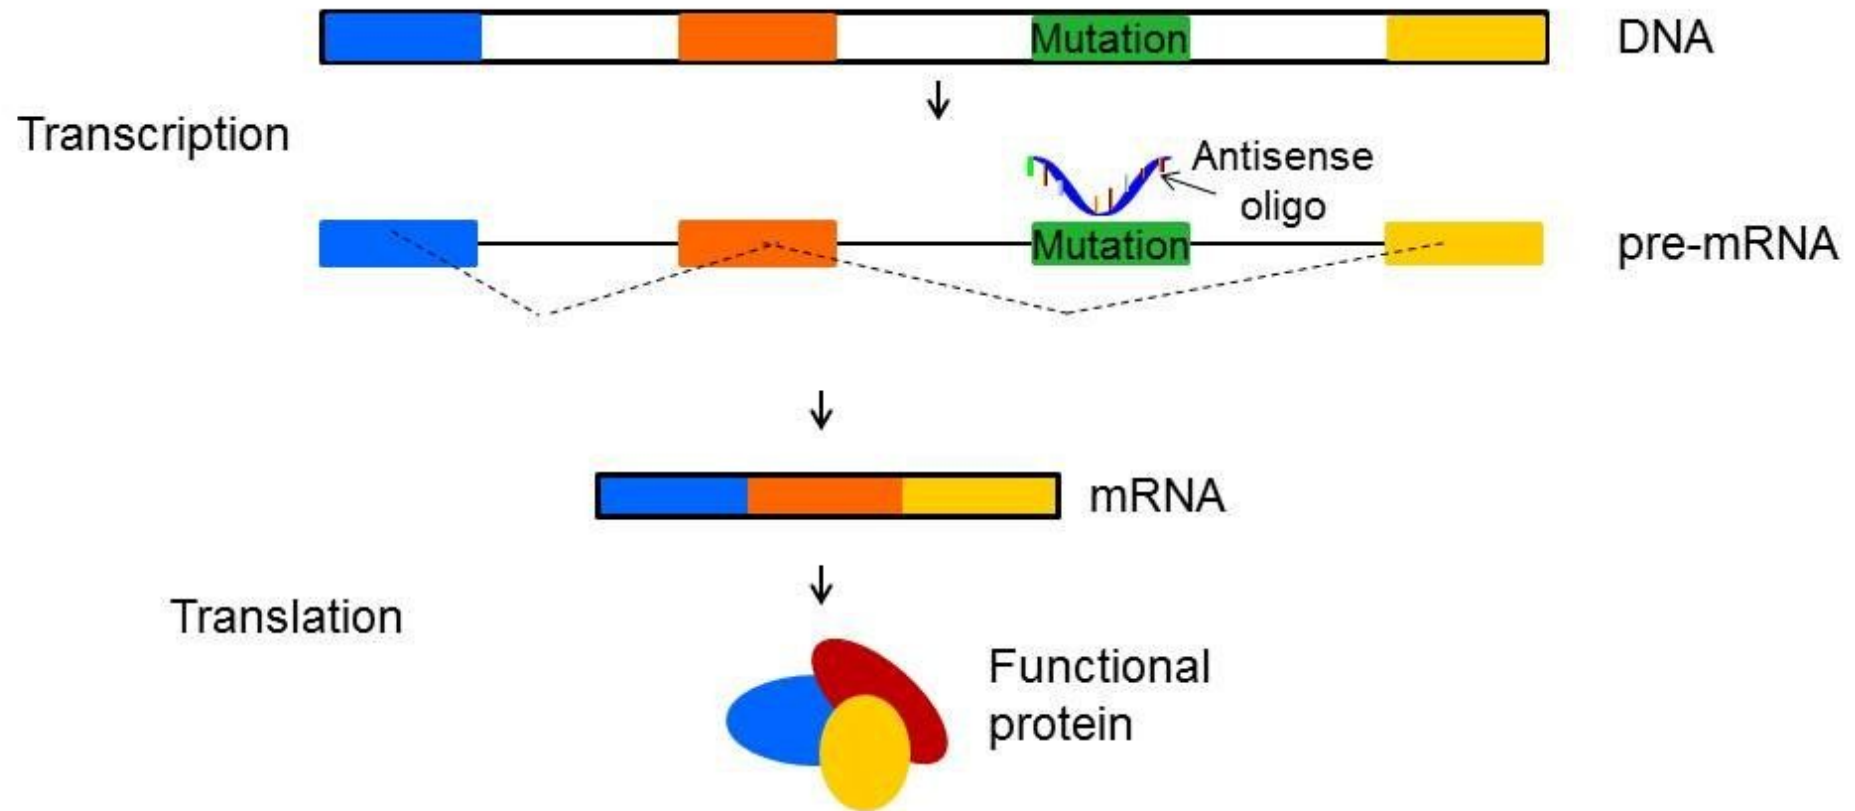 Mutation
DNA
Transcription
Antisense
oligo
Mutation
pre-mRNA
mRNA
Translation
Functional
protein